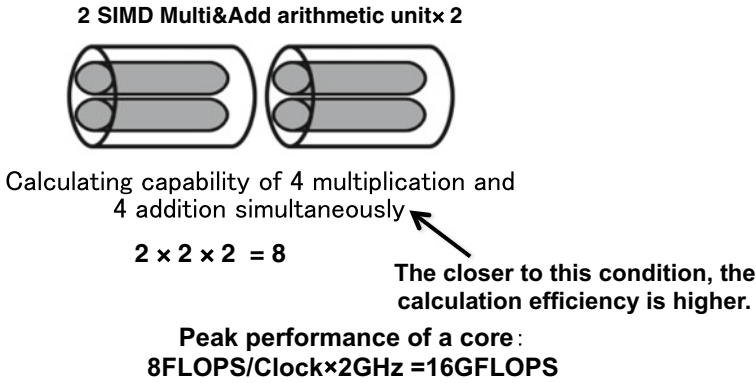 2 SIMD Multi&Add arithmetic unit× 2
Calculating capability of 4 multiplication and
4 addition simultaneously
2 × 2 × 2 = 8
The closer to this condition, the
calculation efficiency is higher.
Peak performance of a core：
8FLOPS/Clock×2GHz =16GFLOPS